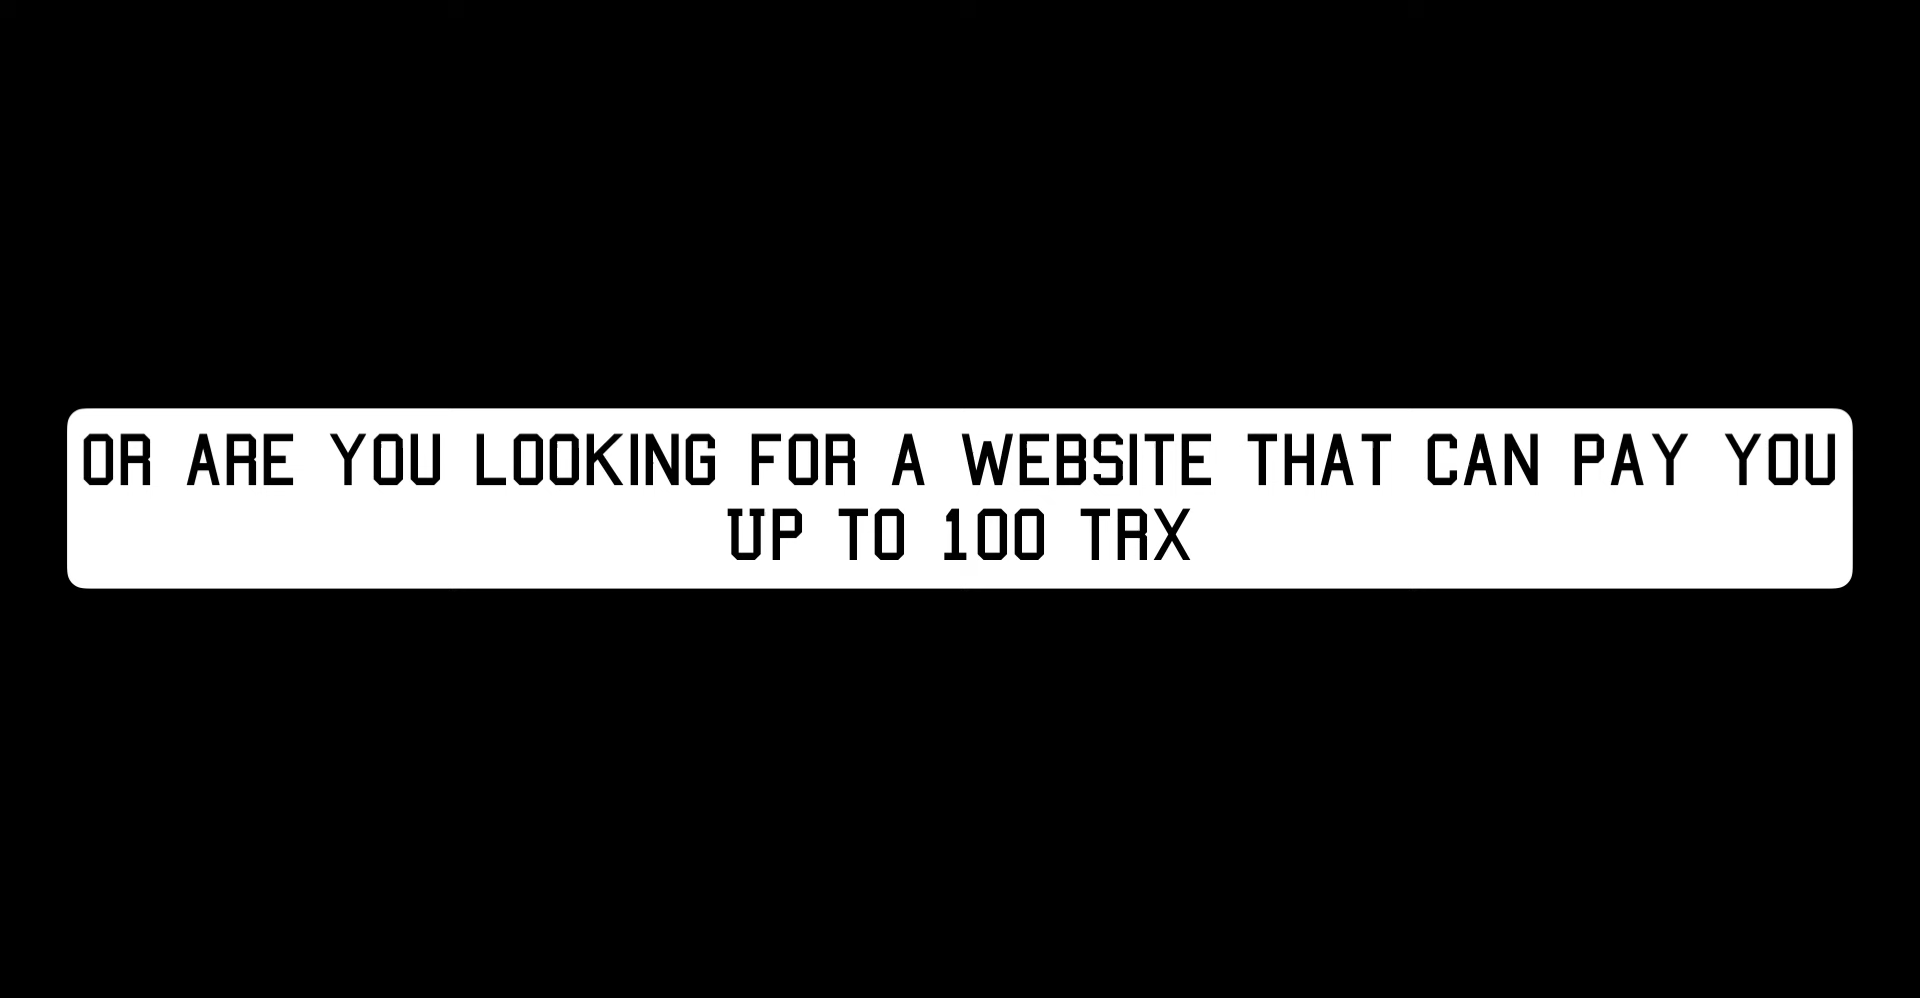 OR ARE YOU LOOKING FOR A WEBSITE THAT CAN PAY YOU
UP TO 100 TRX